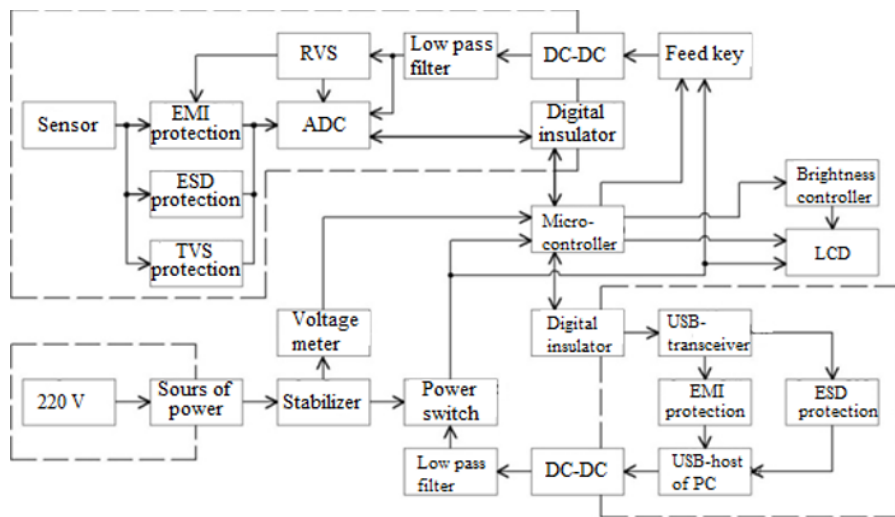 RVS
Low pass
filter
DC-DC
Feed key
Sensor
EMI
protection
ADC
Digital
insulator
ESD
protection
Micro-
controller
Brightness
controller
TVS
protection
LCD
Voltage
meter
Digital
insulator
USB-
transceiver
220 V
Sours of
power
Stabilizer
Power
switch
EMI
protection
ESD
protection
Low pass
filter
DC-DC
USB-host
of PC